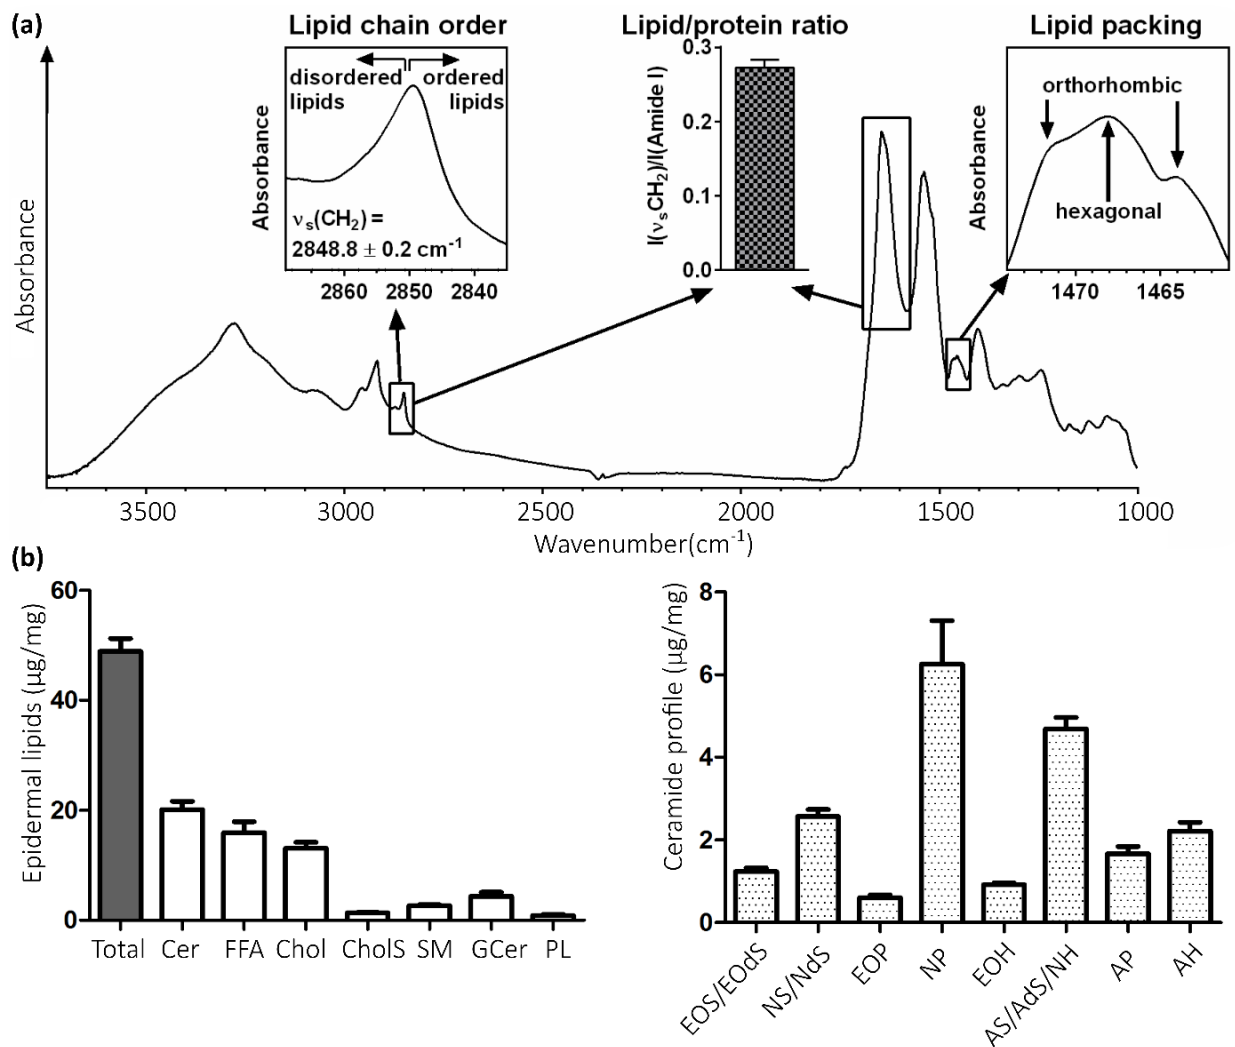 (a)
Lipid chain order
Lipid/protein ratio
Lipid packing
disordered ordered
lipids lipids
Absorbance
νs(CH2) =
2848.8 ± 0.2 cm-1
2860 2850 2840
I(νsCH2)/I(Amide I)
0.3
0.2
0.1
0.0
Absorbance
orthorhombic
hexagonal
1470 1465
Absorbance
3500 3000 2500 2000 1500 1000
Wavenumber(cm-1)
(b)
Epidermal lipids (µg/mg)
60
40
20
0
Total Cer FFA Chol CholS SM GCer PL
Ceramide profile (µg/mg)
8
6
4
2
0
EOS/EOdS NS/NdS EOP NP EOH AS/AdS/NH AP AH